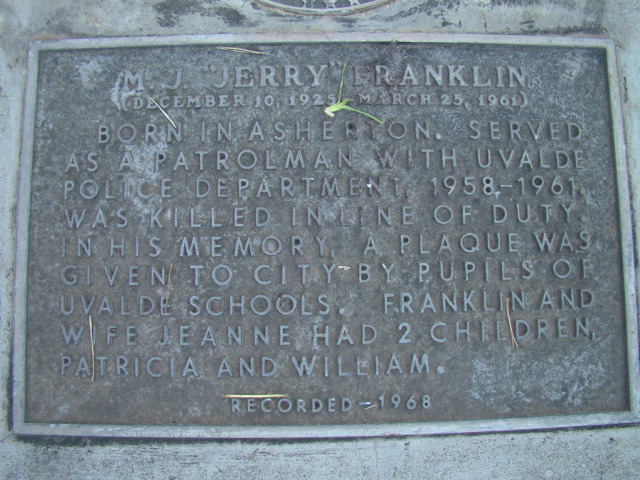 M. J. "JERRY" FRANKLIN
(DECEMBER 10, 1925 - MARCH 25, 1961)
BORN IN ASHERTON. SERVED
AS A PATROLMAN WITH UVALDE
POLICE DEPARTMENT, 1958-1961.
WAS KILLED IN LINE OF DUTY.
IN HIS MEMORY, A PLAQUE WAS
GIVEN TO CITY BY PUPILS OF
UVALDE SCHOOLS. FRANKLIN AND
WIFE JEANNE HAD 2 CHILDREN,
PATRICIA AND WILLIAM.
RECORDED-1968